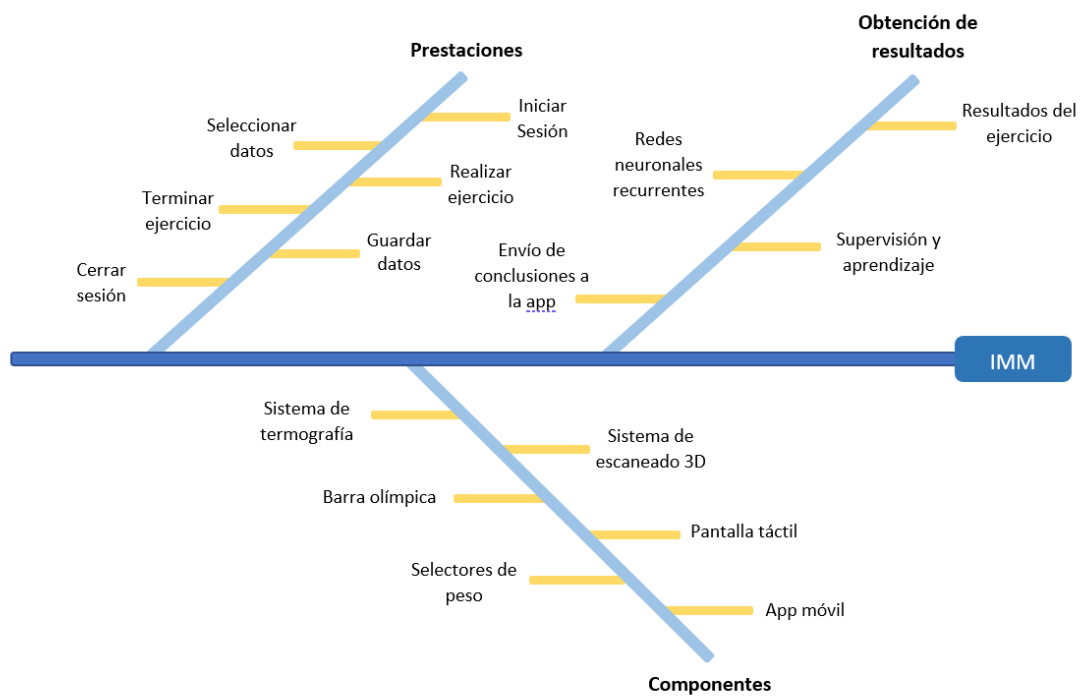 Prestaciones
Iniciar
Sesión
Seleccionar
datos
Realizar
ejercicio
Terminar
ejercicio
Guardar
datos
Cerrar
sesión
Obtención de
resultados
Resultados del
ejercicio
Redes
neuronales
recurrentes
Supervisión y
aprendizaje
Envío de
conclusiones a
la app
IMM
Sistema de
termografía
Sistema de
escaneado 3D
Barra olímpica
Pantalla táctil
Selectores de
peso
App móvil
Componentes